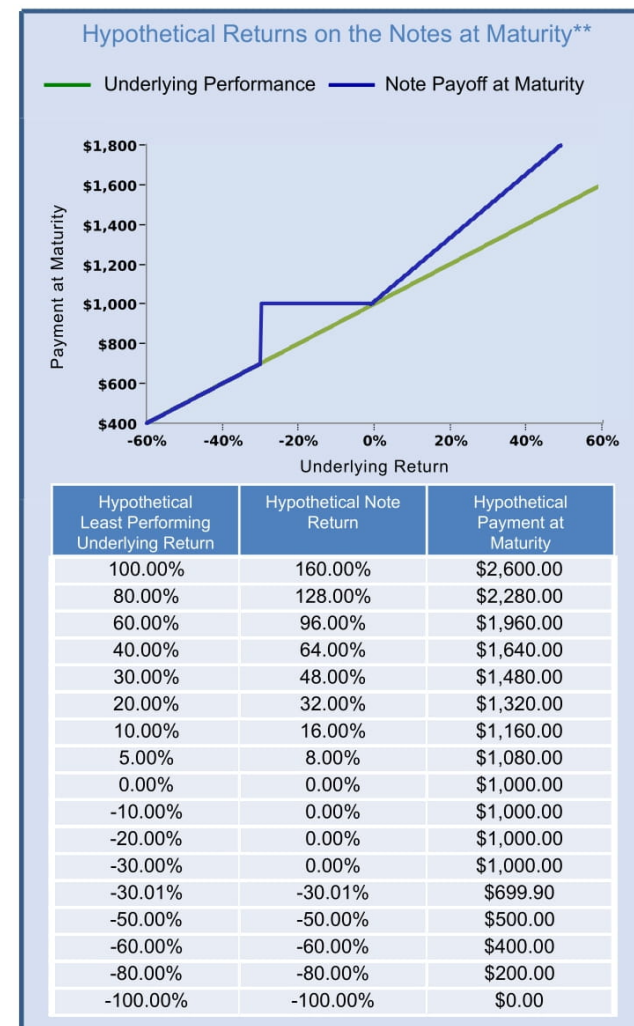 Hypothetical Returns on the Notes at Maturity**
Underlying Performance Note Payoff at Maturity
Payment at Maturity
$1,800
$1,600
$1,400
$1,200
$1,000
$800
$600
$400
-60% -40% -20% 0% 20% 40% 60%
Underlying Return
Hypothetical Least Performing Underlying Return Hypothetical Note Return Hypothetical Payment at Maturity
100.00% 160.00% $2,600.00
80.00% 128.00% $2,280.00
60.00% 96.00% $1,960.00
40.00% 64.00% $1,640.00
30.00% 48.00% $1,480.00
20.00% 32.00% $1,320.00
10.00% 16.00% $1,160.00
5.00% 8.00% $1,080.00
0.00% 0.00% $1,000.00
-10.00% 0.00% $1,000.00
-20.00% 0.00% $1,000.00
-30.00% 0.00% $1,000.00
-30.01% -30.01% $699.90
-50.00% -50.00% $500.00
-60.00% -60.00% $400.00
-80.00% -80.00% $200.00
-100.00% -100.00% $0.00